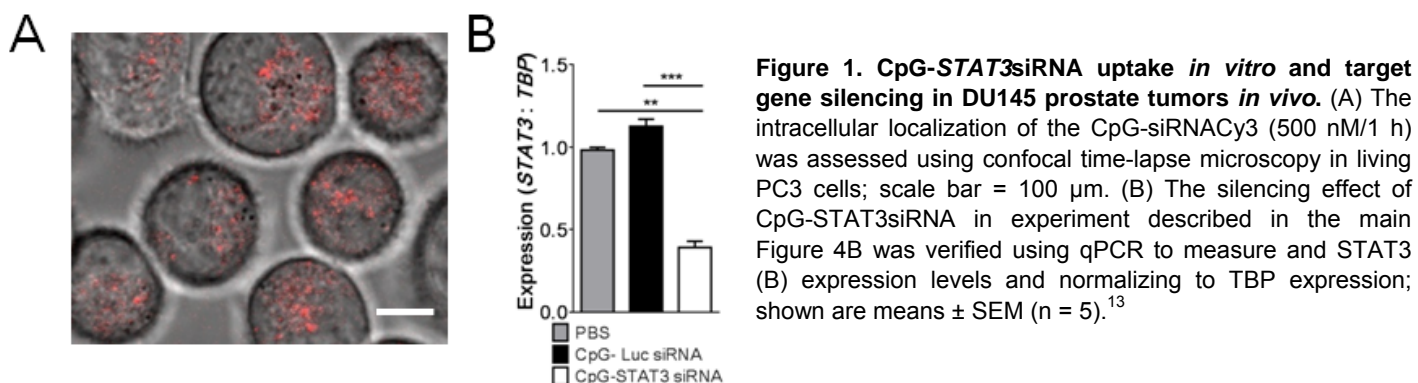 A
B
Expression (STAT3 : TBP)
1.5
1.0
0.5
0.0
***
**
PBS
CpG- Luc siRNA
CpG-STAT3 siRNA
Figure 1. CpG-STAT3siRNA uptake in vitro and target
gene silencing in DU145 prostate tumors in vivo. (A) The
intracellular localization of the CpG-siRNACy3 (500 nM/1 h)
was assessed using confocal time-lapse microscopy in living
PC3 cells; scale bar = 100 μm. (B) The silencing effect of
CpG-STAT3siRNA in experiment described in the main
Figure 4B was verified using qPCR to measure and STAT3
(B) expression levels and normalizing to TBP expression;
shown are means ± SEM (n = 5).13